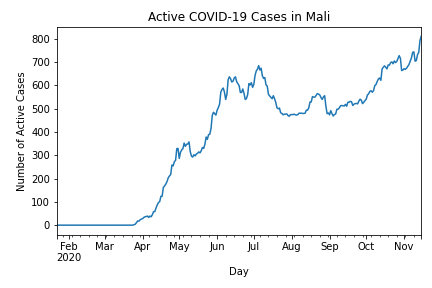 Active COVID-19 Cases in Mali
Number of Active Cases
800
700
600
500
400
300
200
100
0
Feb Mar Apr May Jun Jul Aug Sep Oct Nov
2020
Day